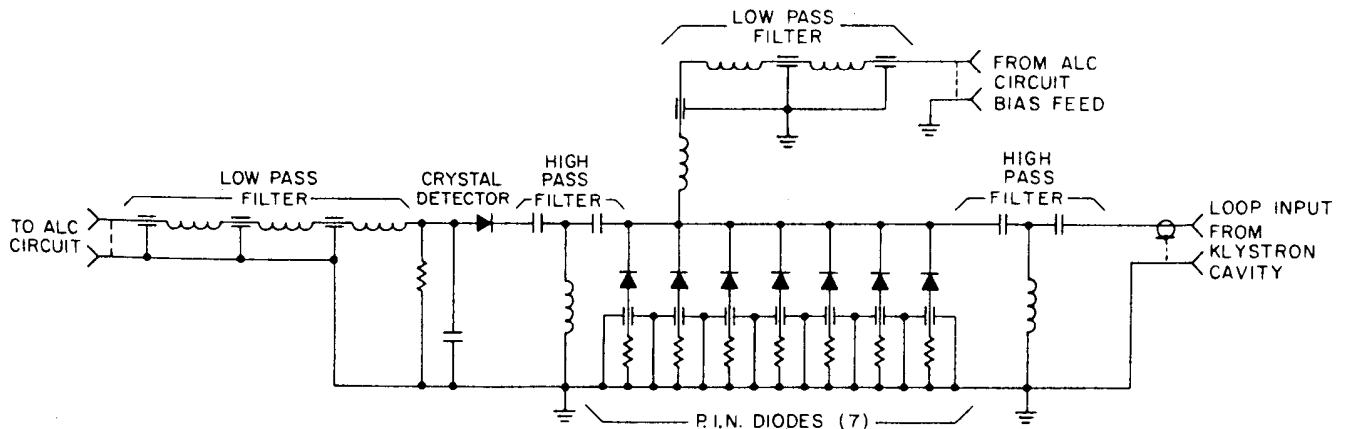 LOW PASS
FILTER
FROM ALC
CIRCUIT
BIAS FEED
LOW PASS
FILTER
CRYSTAL
DETECTOR
HIGH
PASS
FILTER
HIGH
PASS
FILTER
TO ALC
CIRCUIT
LOOP INPUT
FROM
KLYSTRON
CAVITY
P.I.N. DIODES (7)